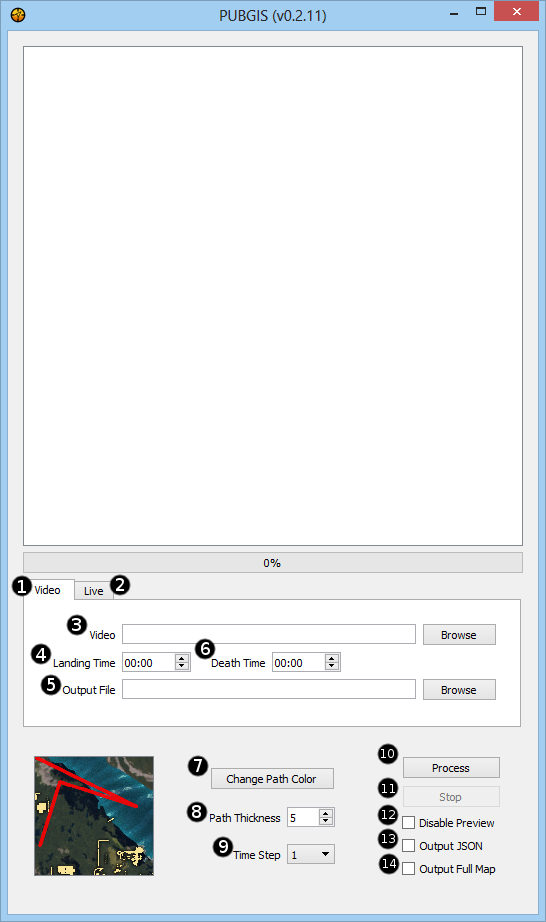 PUBGIS (v0.2.11)
0%
1 Video 2 Live
3 Video Browse
4 Landing Time 00:00 6 Death Time 00:00
5 Output File Browse
7 Change Path Color
8 Path Thickness 5
9 Time Step 1
10 Process
11 Stop
12 Disable Preview
13 Output JSON
14 Output Full Map